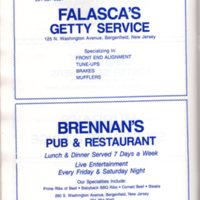 FALASCA'S
GETTY SERVICE
125 N. Washington Avenue, Bergenfield, New Jersey
Specializing in:
FRONT END ALIGNMENT
TUNE-UPS
BRAKES
MUFFLERS
BRENNAN'S
PUB & RESTAURANT
Lunch & Dinner Served 7 Days a Week
Live Entertainment
Every Friday & Saturday Night
Our Specialties Include:
Prime Ribs of Beef • Babyback BBQ Ribs • Corned Beef • Steaks
S. Washington Avenue, Bergenfield, New Jersey